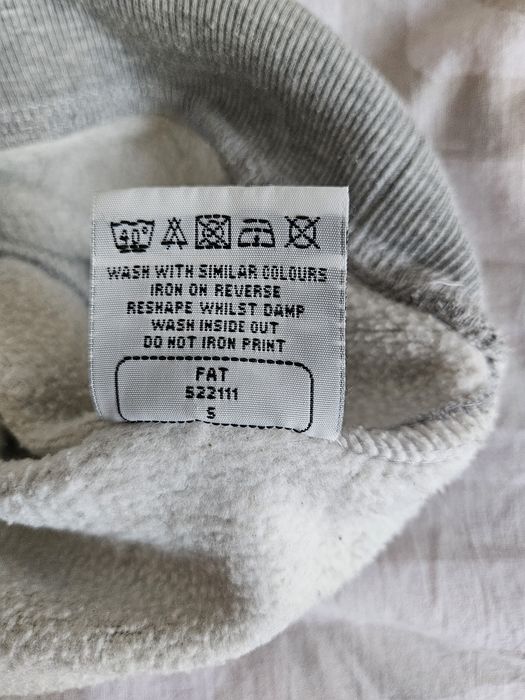 40°
WASH WITH SIMILAR COLOURS
IRON ON REVERSE
RESHAPE WHILST DAMP
WASH INSIDE OUT
DO NOT IRON PRINT
FAT
522111
S